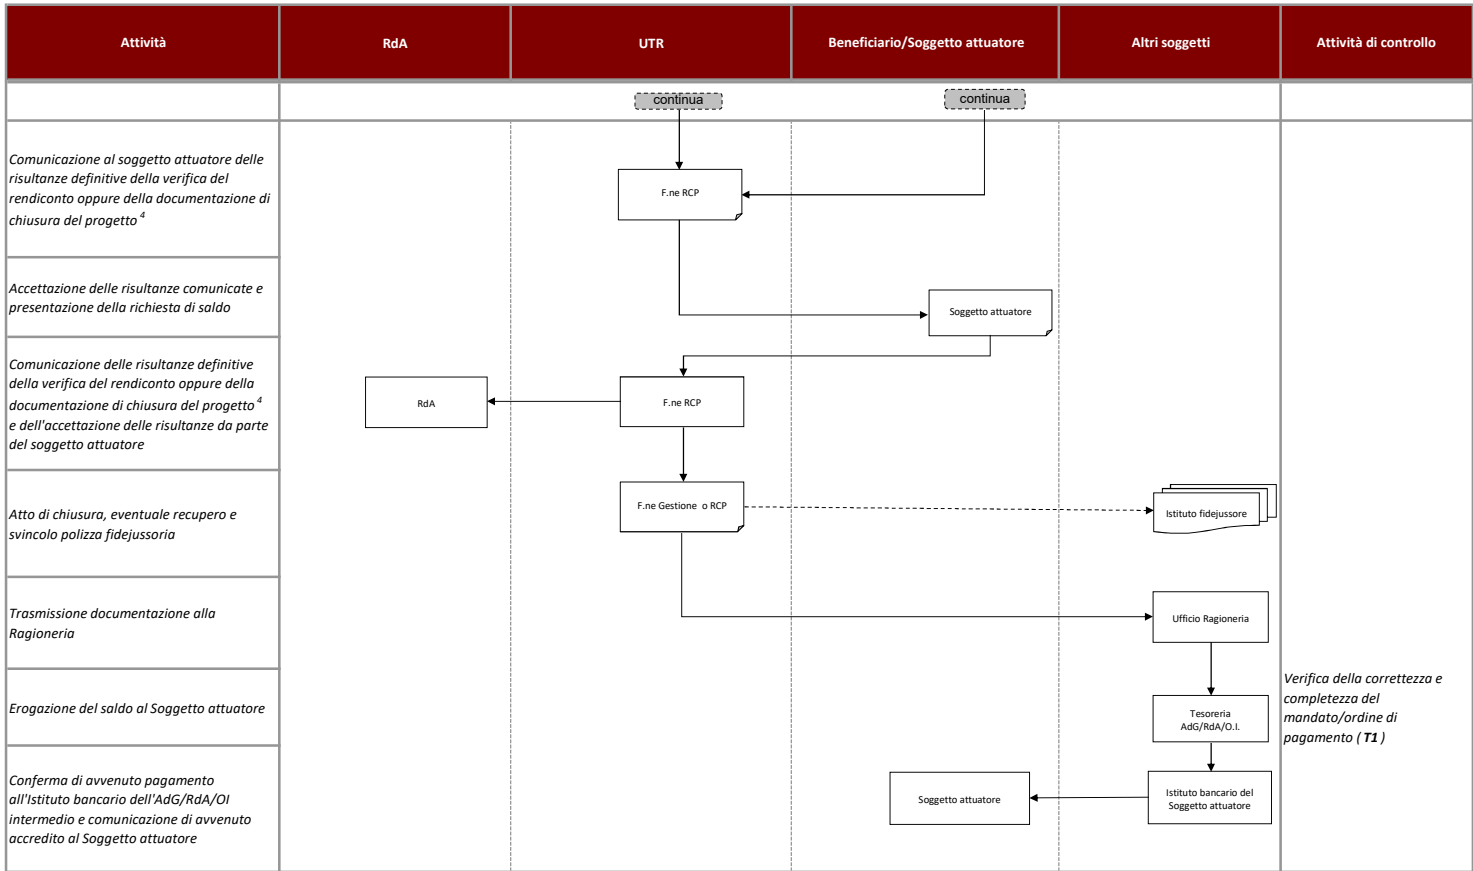 Attività
RdA
UTR
Beneficiario/Soggetto attuatore
Altri soggetti
Attività di controllo
continua
continua
Comunicazione al soggetto attuatore delle
risultanze definitive della verifica del
rendiconto oppure della documentazione di
chiusura del progetto 4
F.ne RCP
Accettazione delle risultanze comunicate e
presentazione della richiesta di saldo
Soggetto attuatore
Comunicazione delle risultanze definitive
della verifica del rendiconto oppure della
documentazione di chiusura del progetto 4
e dell'accettazione delle risultanze da parte
del soggetto attuatore
RdA
F.ne RCP
Atto di chiusura, eventuale recupero e
svincolo polizza fidejussoria
F.ne Gestione o RCP
Istituto fidejussore
Trasmissione documentazione alla
Ragioneria
Ufficio Ragioneria
Erogazione del saldo al Soggetto attuatore
Tesoreria
AdG/RdA/O.I.
Verifica della correttezza e
completezza del
mandato/ordine di
pagamento ( T1 )
Conferma di avvenuto pagamento
all'Istituto bancario dell'AdG/RdA/OI
intermedio e comunicazione di avvenuto
accredito al Soggetto attuatore
Soggetto attuatore
Istituto bancario del
Soggetto attuatore